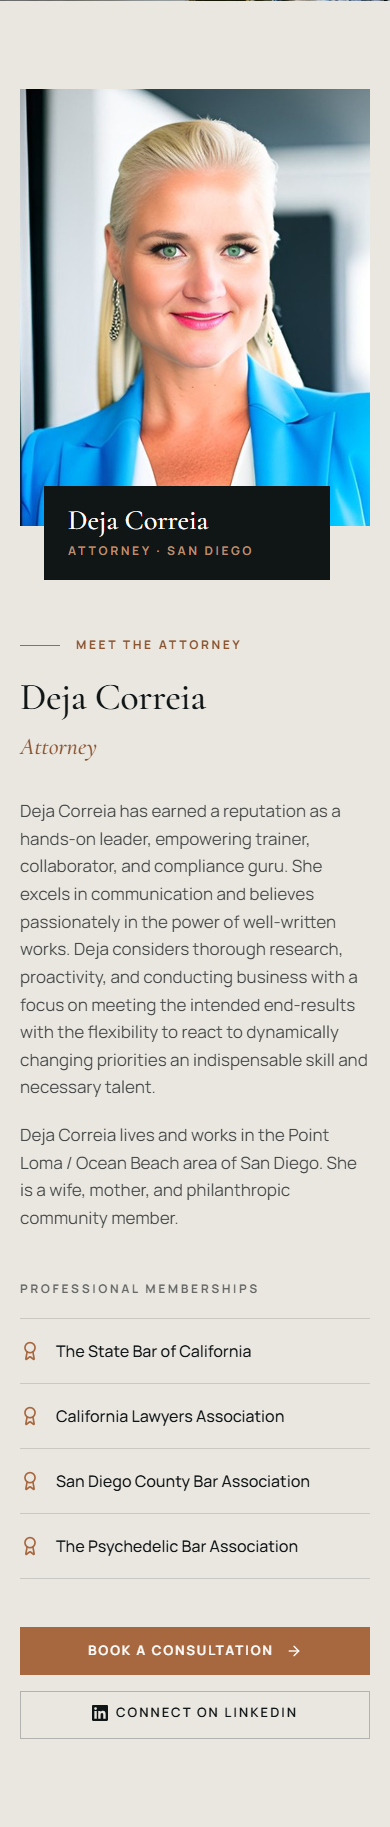 Deja Correia
ATTORNEY · SAN DIEGO
MEET THE ATTORNEY
Deja Correia
Attorney
Deja Correia has earned a reputation as a
hands-on leader, empowering trainer,
collaborator, and compliance guru. She
excels in communication and believes
passionately in the power of well-written
works. Deja considers thorough research,
proactivity, and conducting business with a
focus on meeting the intended end-results
with the flexibility to react to dynamically
changing priorities an indispensable skill and
necessary talent.
Deja Correia lives and works in the Point
Loma / Ocean Beach area of San Diego. She
is a wife, mother, and philanthropic
community member.
PROFESSIONAL MEMBERSHIPS
The State Bar of California
California Lawyers Association
San Diego County Bar Association
The Psychedelic Bar Association
BOOK A CONSULTATION →
CONNECT ON LINKEDIN